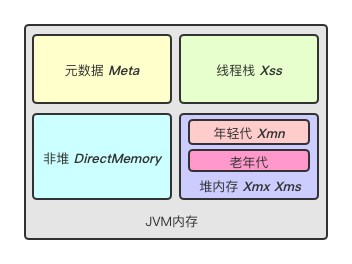 元数据 Meta
线程栈 Xss
非堆 DirectMemory
年轻代 Xmn
老年代
堆内存 Xmx Xms
JVM内存